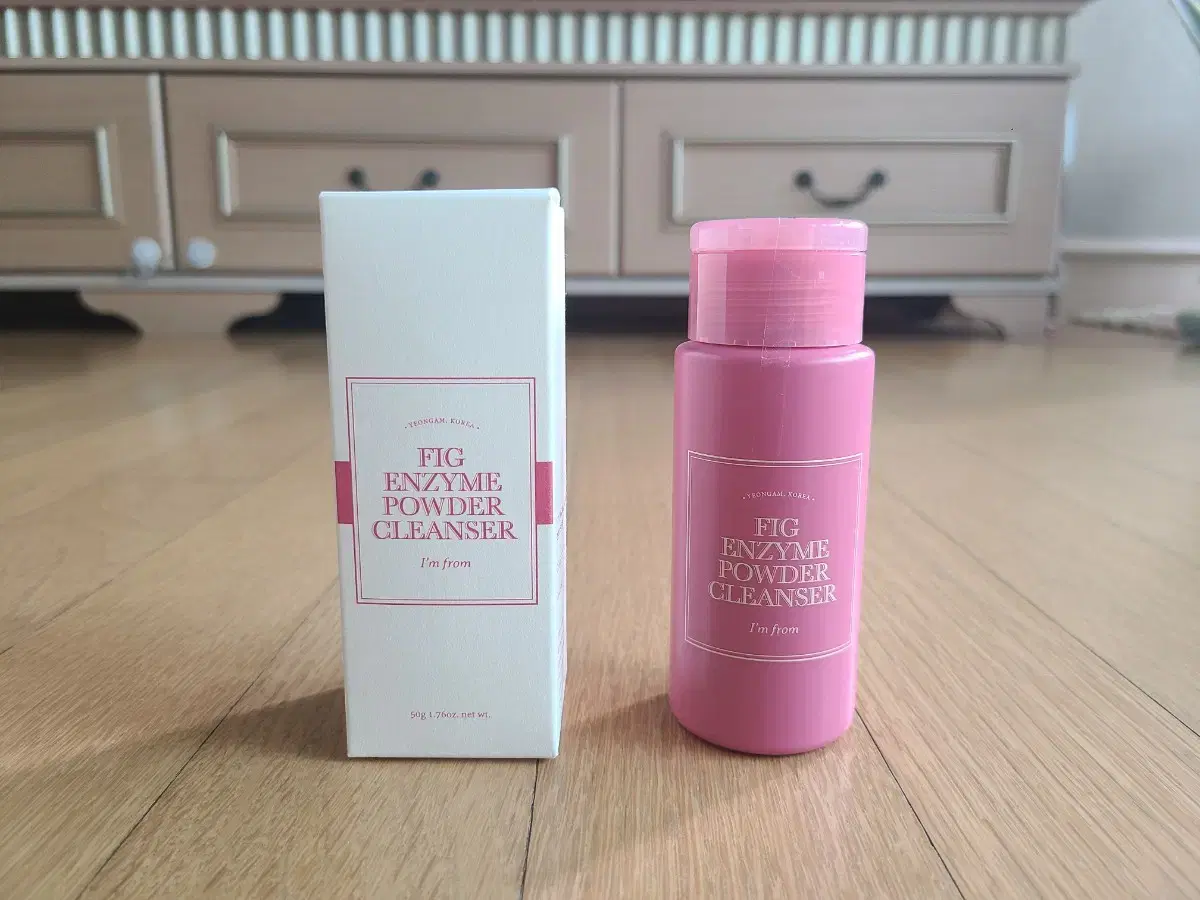 • YEONGAM, KOREA •
FIG
ENZYME
POWDER
CLEANSER
I'm from
50g 1.76oz. net wt.
• YEONGAM, KOREA •
FIG
ENZYME
POWDER
CLEANSER
I'm from